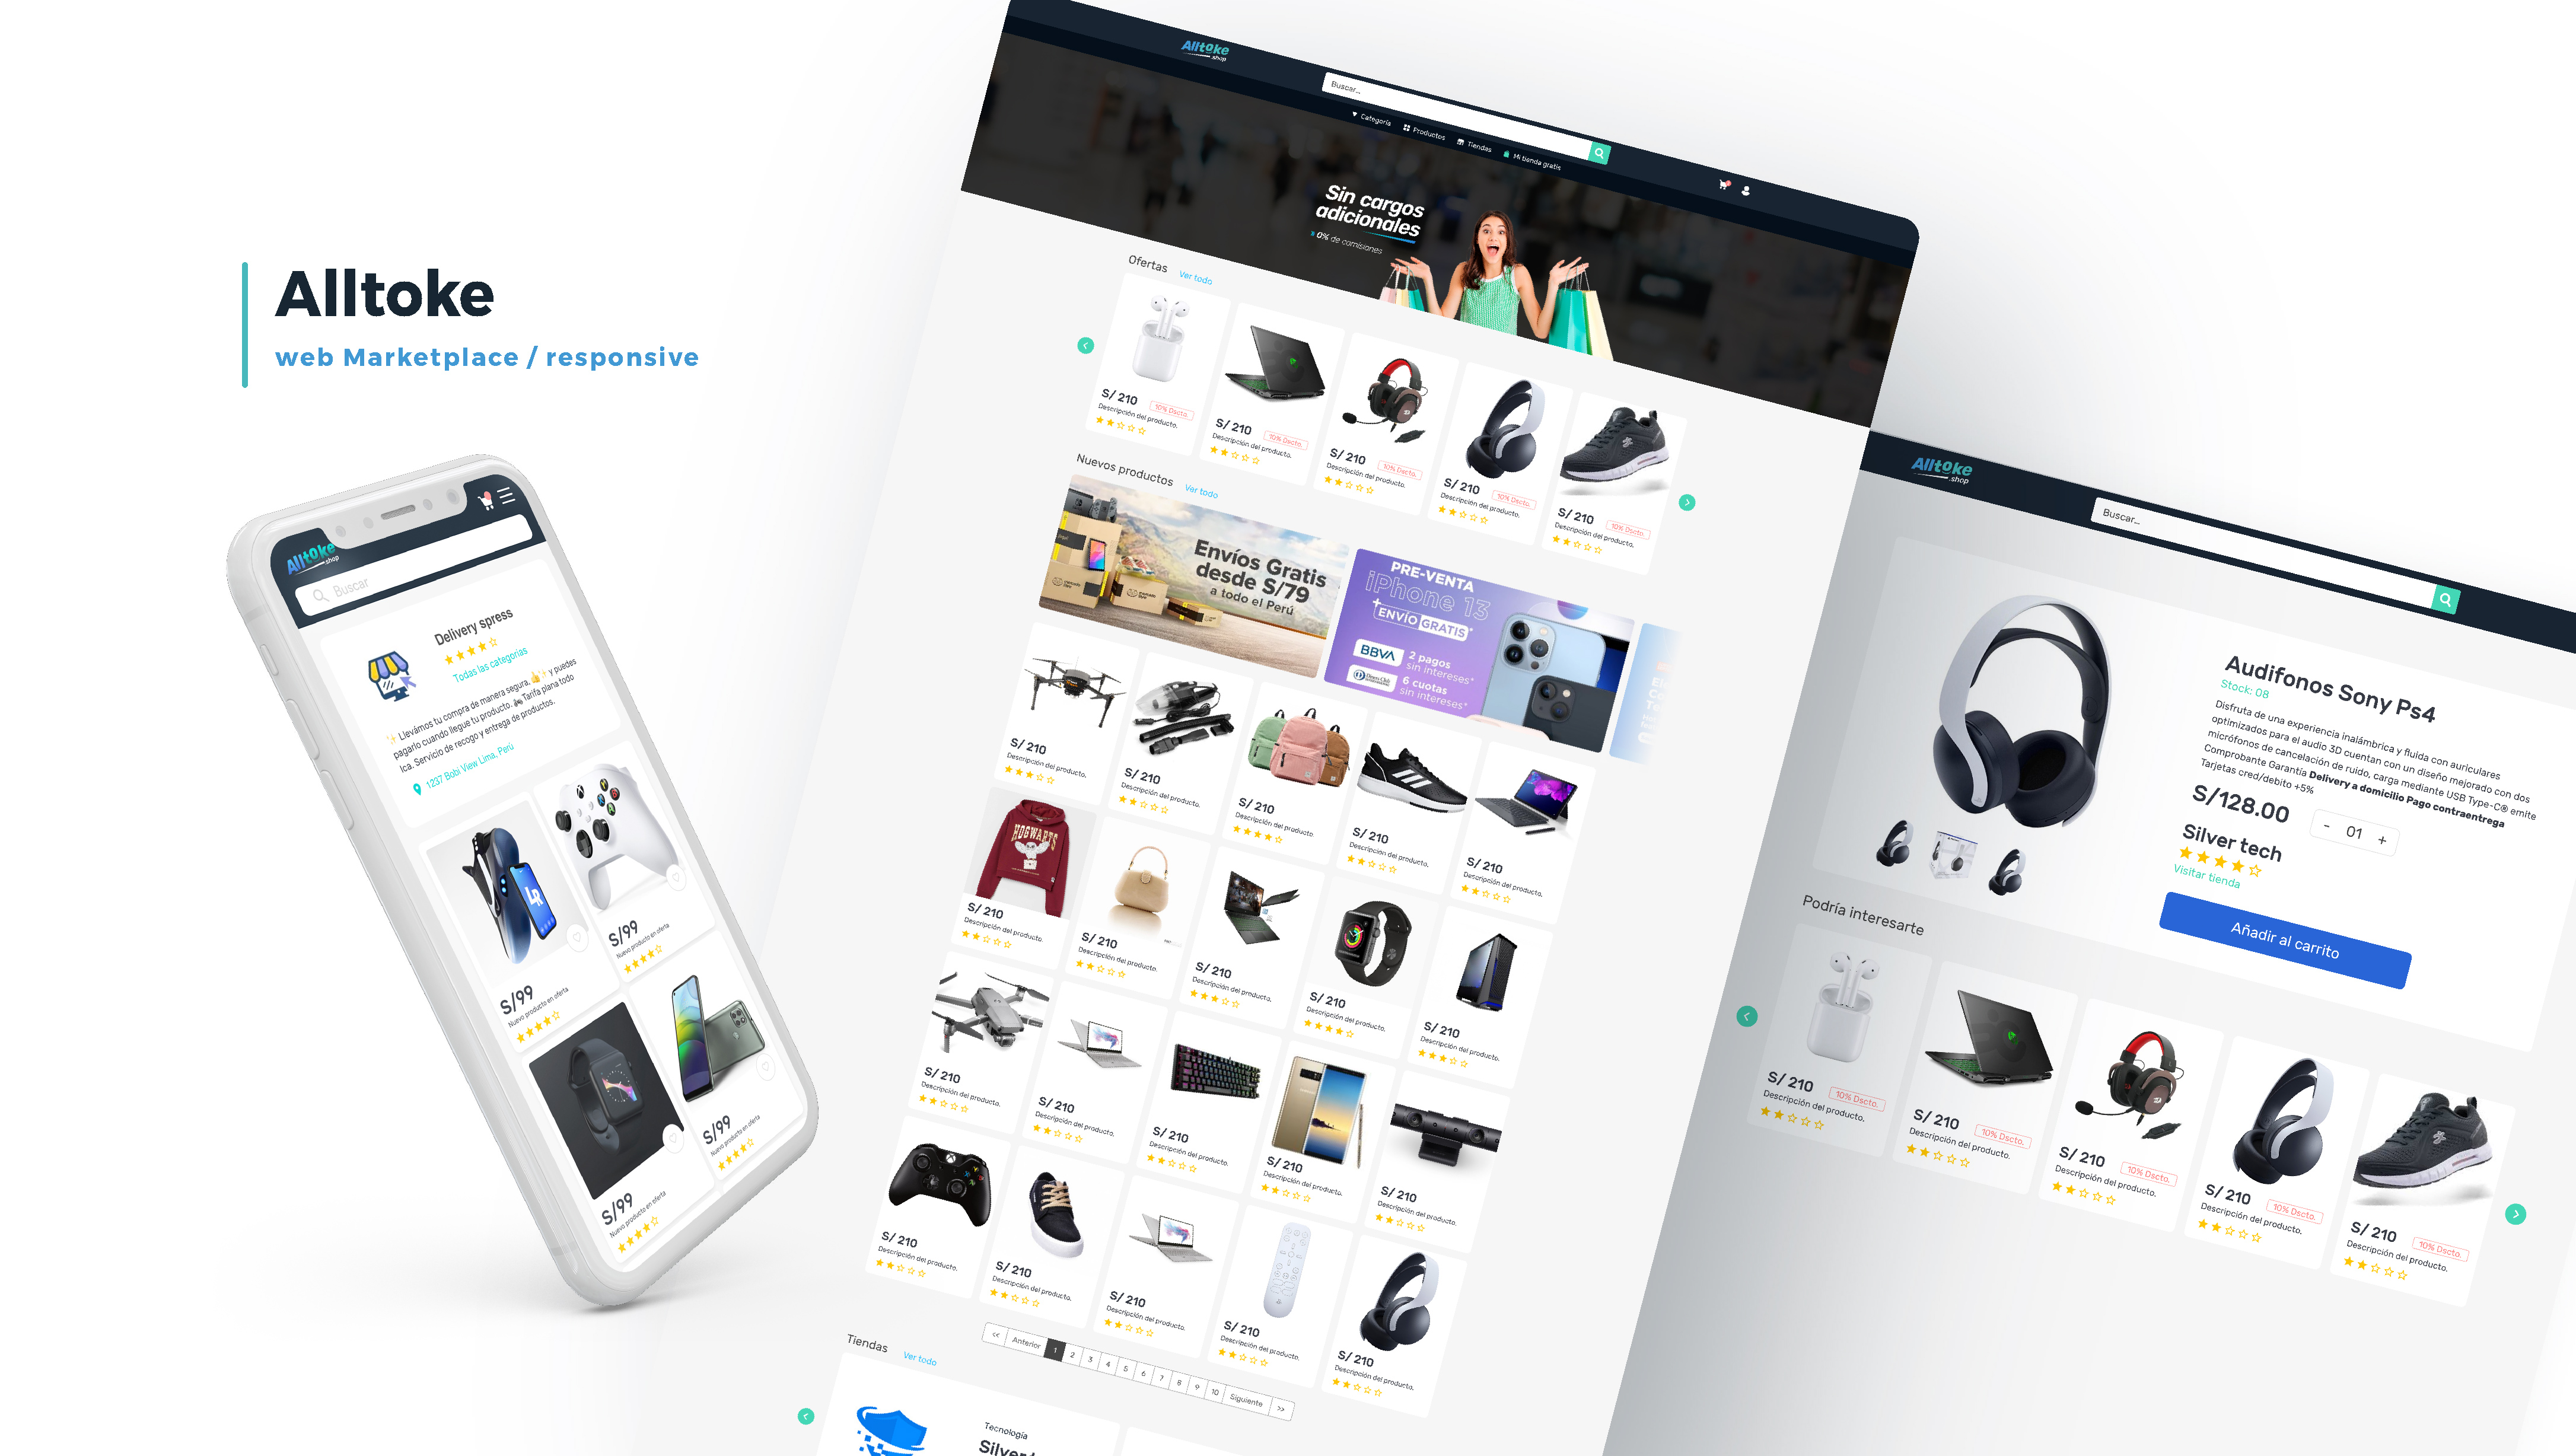 Alltoke
web Marketplace / responsive
Alltoke
.shop
Buscar
Delivery spress
Todas las categorias
✨ Llevámos tu compra de manera segura, 👍✨ y puedes
pagarlo cuando llegue tu producto. 🏍 Tarifa plana todo
Ica. Servicio de recogo y entrega de productos.
1237 Bobi View Lima, Perú
S/99
Nuevo producto en oferta
S/99
Nuevo producto en oferta
S/99
Nuevo producto en oferta
S/99
Nuevo producto en oferta
Alltoke
.shop
Buscar...
Categoría
Productos
Tiendas
Mi tienda gratis
Sin cargos
adicionales
» 0% de comisiones
Ofertas Ver todo
S/ 210 10% Dscto.
Descripción del producto.
S/ 210 10% Dscto.
Descripción del producto.
S/ 210 10% Dscto.
Descripción del producto.
S/ 210 10% Dscto.
Descripción del producto.
S/ 210 10% Dscto.
Descripción del producto.
Nuevos productos Ver todo
Envíos Gratis
desde S/79
a todo el Perú
PRE-VENTA
iPhone 13
+ ENVÍO GRATIS*
BBVA 2 pagos
sin intereses*
Diners Club 6 cuotas
sin intereses*
S/ 210
Descripción del producto.
S/ 210
Descripción del producto.
S/ 210
Descripción del producto.
S/ 210
Descripción del producto.
S/ 210
Descripción del producto.
HOGWARTS
S/ 210
Descripción del producto.
S/ 210
Descripción del producto.
S/ 210
Descripción del producto.
S/ 210
Descripción del producto.
S/ 210
Descripción del producto.
S/ 210
Descripción del producto.
S/ 210
Descripción del producto.
S/ 210
Descripción del producto.
S/ 210
Descripción del producto.
S/ 210
Descripción del producto.
S/ 210
Descripción del producto.
S/ 210
Descripción del producto.
S/ 210
Descripción del producto.
S/ 210
Descripción del producto.
S/ 210
Descripción del producto.
<< Anterior 1 2 3 4 5 6 7 8 9 10 Siguiente >>
Tiendas Ver todo
Tecnología
Alltoke
.shop
Buscar...
Audifonos Sony Ps4
Stock: 08
Disfruta de una experiencia inalámbrica y fluida con auriculares
optimizados para el audio 3D cuentan con un diseño mejorado con dos
micrófonos de cancelación de ruido, carga mediante USB Type-C® emite
Comprobante Garantía Delivery a domicilio Pago contraentrega
Tarjetas cred/debito +5%
S/128.00
- 01 +
Silver tech
Visitar tienda
Añadir al carrito
Podría interesarte
S/ 210 10% Dscto.
Descripción del producto.
S/ 210 10% Dscto.
Descripción del producto.
S/ 210 10% Dscto.
Descripción del producto.
S/ 210 10% Dscto.
Descripción del producto.
S/ 210 10% Dscto.
Descripción del producto.